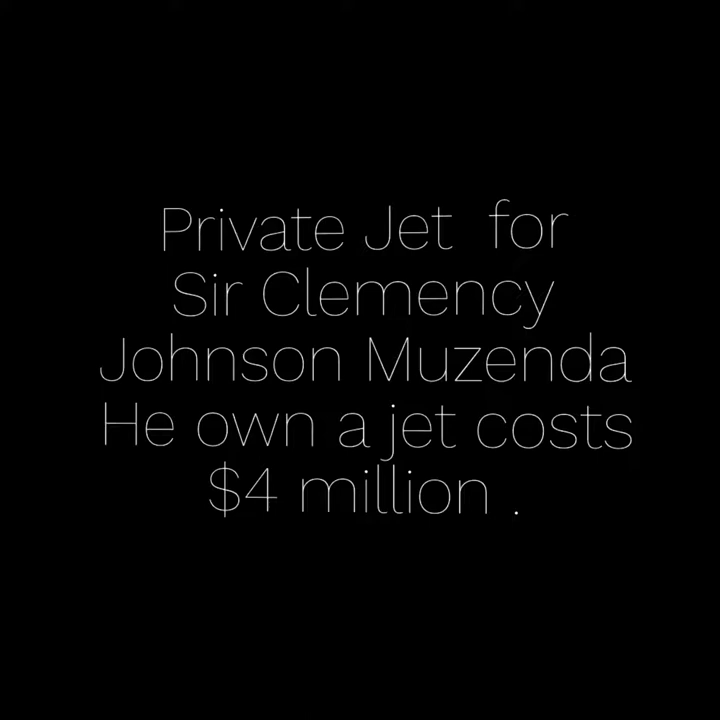 Private Jet for
Sir Clemency
Johnson Muzenda
He own a jet costs
$4 million .